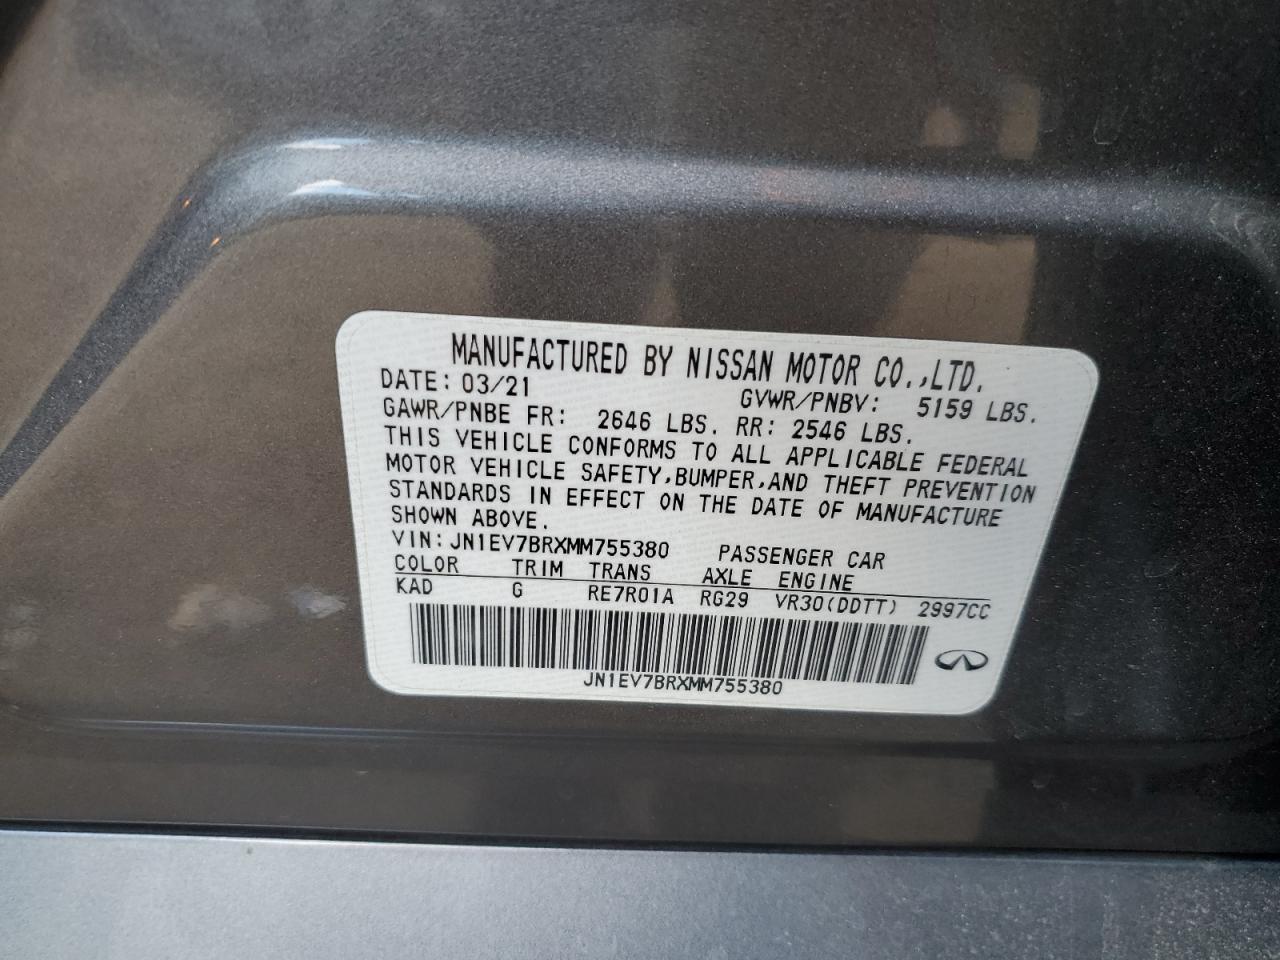 MANUFACTURED BY NISSAN MOTOR CO.,LTD.
DATE: 03/21 GVWR/PNBV: 5159 LBS.
GAWR/PNBE FR: 2646 LBS. RR: 2546 LBS.
THIS VEHICLE CONFORMS TO ALL APPLICABLE FEDERAL
MOTOR VEHICLE SAFETY,BUMPER,AND THEFT PREVENTION
STANDARDS IN EFFECT ON THE DATE OF MANUFACTURE
SHOWN ABOVE.
VIN: JN1EV7BRXMM755380 PASSENGER CAR
COLOR TRIM TRANS AXLE ENGINE
KAD G RE7R01A RG29 VR30(DDTT) 2997CC
JN1EV7BRXMM755380